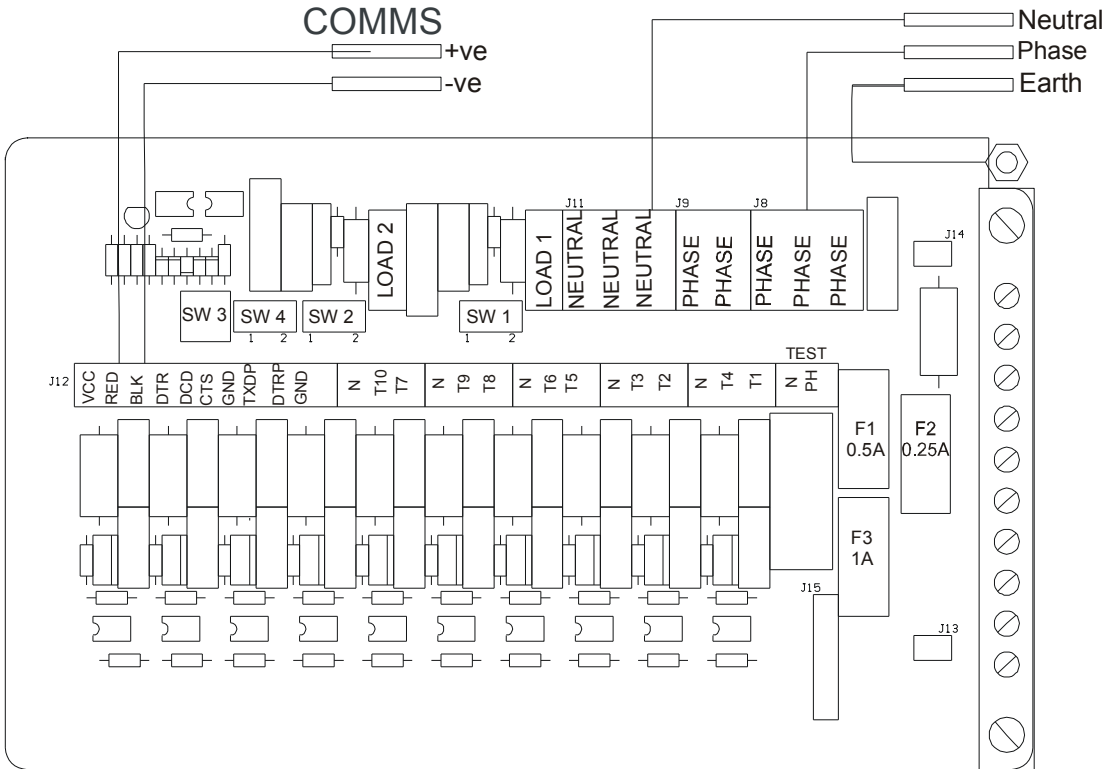 COMMS
+ve
-ve
Neutral
Phase
Earth
J11
J9
J8
J14
LOAD 2
LOAD 1
NEUTRAL
NEUTRAL
NEUTRAL
PHASE
PHASE
PHASE
PHASE
PHASE
SW 3
SW 4
1 2
SW 2
1 2
SW 1
1 2
TEST
J12
VCC
RED
BLK
DTR
DCD
CTS
GND
TXDP
DTRP
GND
N
T10
T7
N
T9
T8
N
T6
T5
N
T3
T2
N
T4
T1
N
PH
F1
0.5A
F2
0.25A
F3
1A
J15
J13